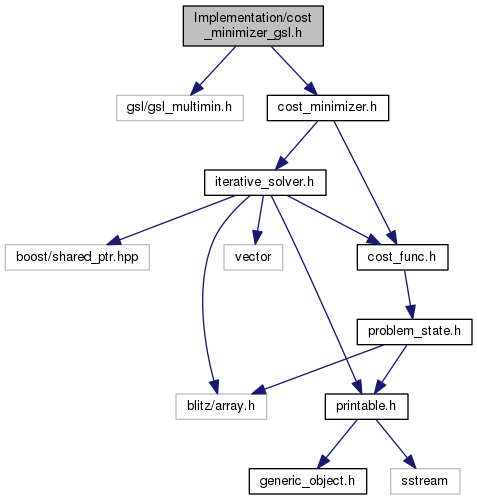 Implementation/cost
_minimizer_gsl.h
gsl/gsl_multimin.h
cost_minimizer.h
iterative_solver.h
boost/shared_ptr.hpp
vector
cost_func.h
problem_state.h
blitz/array.h
printable.h
generic_object.h
sstream